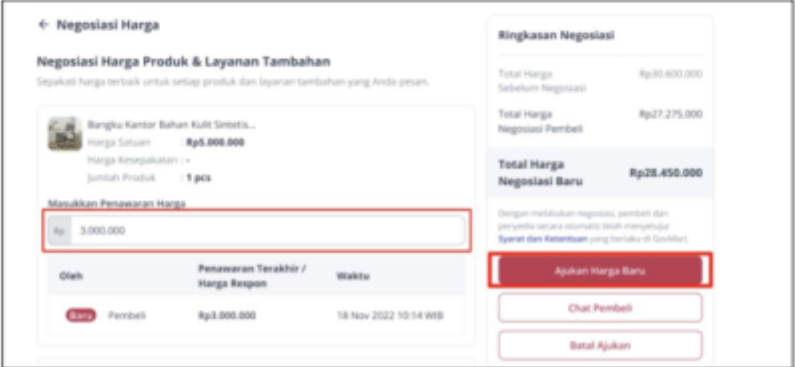 ← Negosiasi Harga
Negosiasi Harga Produk & Layanan Tambahan
Sepakati harga terbaik untuk setiap produk dan layanan tambahan yang Anda pesan.
Bangku Kantor Bahan Kulit Sintetis...
Harga Satuan : Rp5.000.000
Harga Kesepakatan : -
Jumlah Produk : 1 pcs
Masukkan Penawaran Harga
Rp 3.000.000
Oleh
Penawaran Terakhir /
Harga Respon
Waktu
Baru Pembeli Rp3.000.000 18 Nov 2022 10:14 WIB
Ringkasan Negosiasi
Total Harga
Sebelum Negosiasi
Rp30.600.000
Total Harga
Negosiasi Pembeli
Rp27.275.000
Total Harga
Negosiasi Baru
Rp28.450.000
Dengan melakukan negosiasi, pembeli dan
penyedia secara otomatis telah menyetujui
Syarat dan Ketentuan yang berlaku di GovMart.
Ajukan Harga Baru
Chat Pembeli
Batal Ajukan